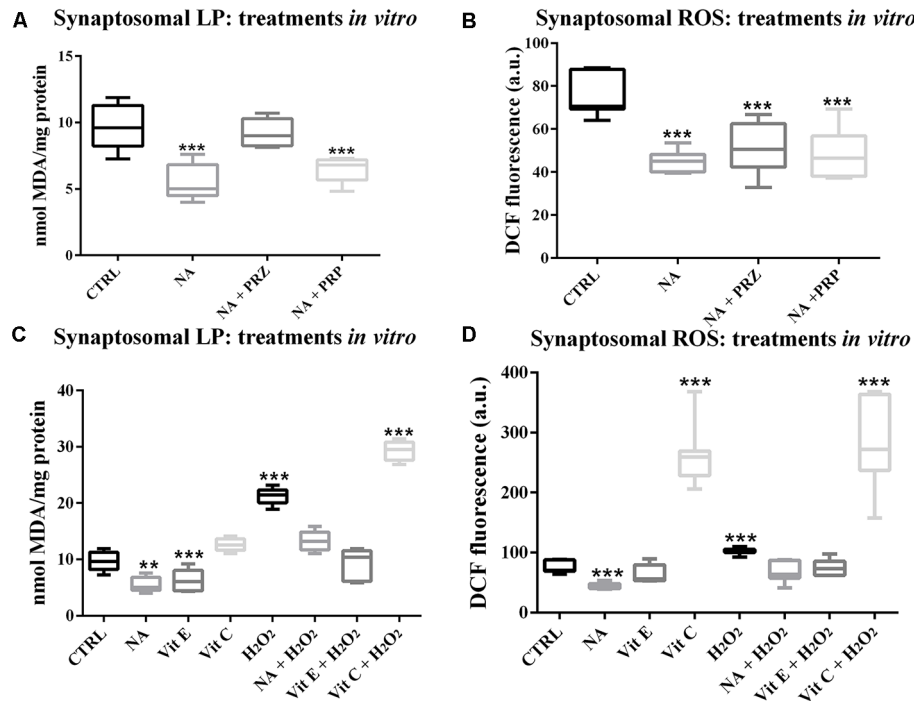 A
Synaptosomal LP: treatments in vitro
nmol MDA/mg protein
15
10
5
0
***
***
CTRL
NA
NA + PRZ
NA + PRP
B
Synaptosomal ROS: treatments in vitro
DCF fluorescence (a.u.)
100
80
60
40
20
0
***
***
***
CTRL
NA
NA + PRZ
NA +PRP
C
Synaptosomal LP: treatments in vitro
nmol MDA/mg protein
40
30
20
10
0
**
***
***
***
CTRL
NA
Vit E
Vit C
H₂O₂
NA + H₂O₂
Vit E + H₂O₂
Vit C + H₂O₂
D
Synaptosomal ROS: treatments in vitro
DCF fluorescence (a.u.)
400
300
200
100
0
***
***
***
***
CTRL
NA
Vit E
Vit C
H₂O₂
NA + H₂O₂
Vit E + H₂O₂
Vit C + H₂O₂